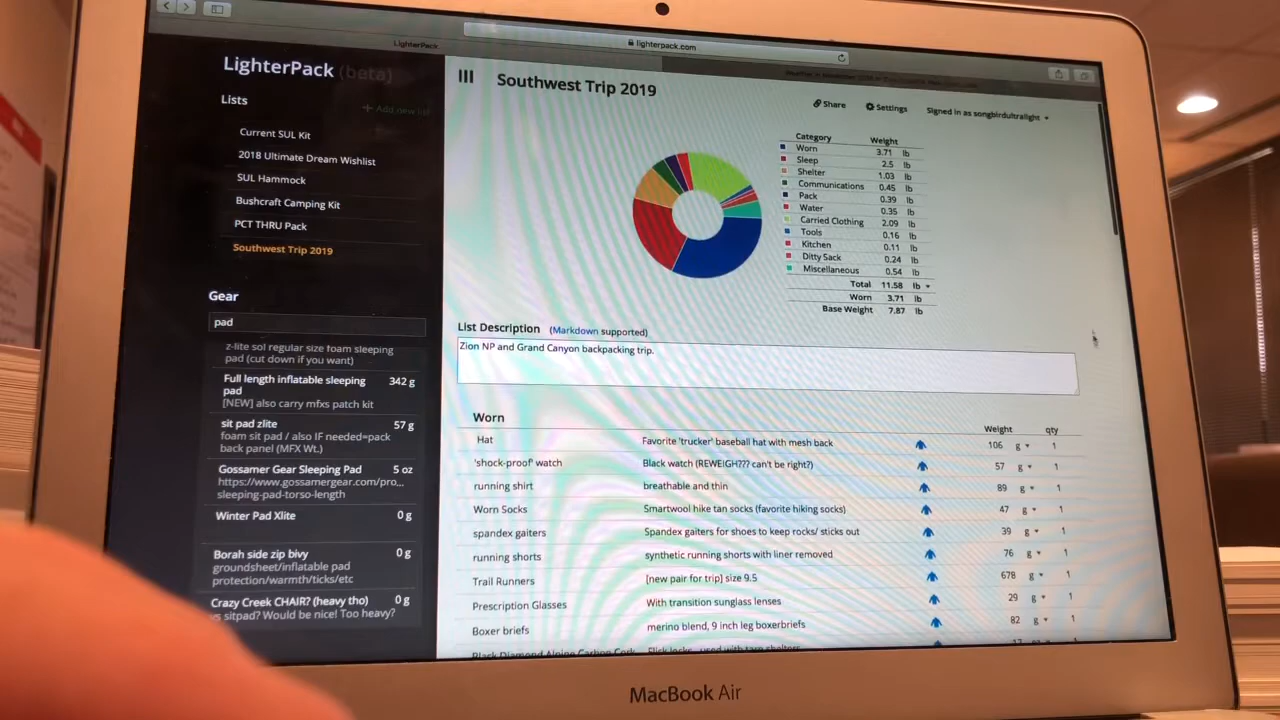 LighterPack
lighterpack.com
LighterPack (beta)
Lists
+ Add new list
Current SUL Kit
2018 Ultimate Dream Wishlist
SUL Hammock
Bushcraft Camping Kit
PCT THRU Pack
Southwest Trip 2019
Gear
pad
z-lite sol regular size foam sleeping
pad (cut down if you want)
Full length inflatable sleeping 342 g
pad
[NEW] also carry mfxs patch kit
sit pad zlite 57 g
foam sit pad / also IF needed=pack
back panel (MFX Wt.)
Gossamer Gear Sleeping Pad 5 oz
https://www.gossamergear.com/pro...
sleeping-pad-torso-length
Winter Pad Xlite 0 g
Borah side zip bivy 0 g
groundsheet/inflatable pad
protection/warmth/ticks/etc
Crazy Creek CHAIR? (heavy tho) 0 g
vs sitpad? Would be nice! Too heavy?
Southwest Trip 2019
Share Settings Signed in as songbirdultralight
Category Weight
Worn 3.71 lb
Sleep 2.5 lb
Shelter 1.03 lb
Communications 0.45 lb
Pack 0.39 lb
Water 0.35 lb
Carried Clothing 2.09 lb
Tools 0.16 lb
Kitchen 0.11 lb
Ditty Sack 0.24 lb
Miscellaneous 0.54 lb
Total 11.58 lb
Worn 3.71 lb
Base Weight 7.87 lb
List Description (Markdown supported)
Zion NP and Grand Canyon backpacking trip.
Worn Weight qty
Hat Favorite 'trucker' baseball hat with mesh back 106 g 1
'shock-proof' watch Black watch (REWEIGH??? can't be right?) 57 g 1
running shirt breathable and thin 89 g 1
Worn Socks Smartwool hike tan socks (favorite hiking socks) 47 g 1
spandex gaiters Spandex gaiters for shoes to keep rocks/ sticks out 39 g 1
running shorts synthetic running shorts with liner removed 76 g 1
Trail Runners [new pair for trip] size 9.5 678 g 1
Prescription Glasses With transition sunglass lenses 29 g 1
Boxer briefs merino blend, 9 inch leg boxerbriefs 82 g 1
Black Diamond Alpine Carbon Cork Flick locks
MacBook Air